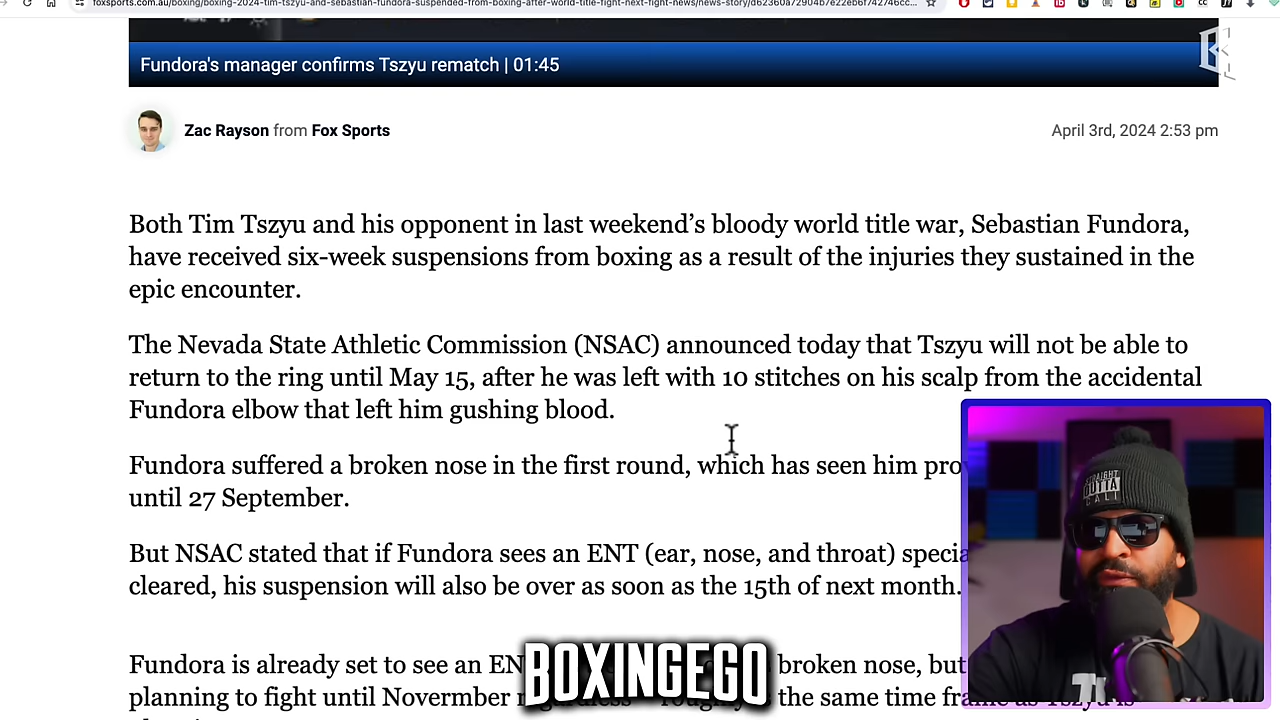 foxsports.com.au/boxing/boxing-2024-tim-tszyu-and-sebastian-fundora-suspended-from-boxing-after-world-title-fight-next-fight-news/news-story/d62360a72904b7e22eb6f742746cc...
Fundora's manager confirms Tszyu rematch | 01:45
Zac Rayson from Fox Sports
April 3rd, 2024 2:53 pm
Both Tim Tszyu and his opponent in last weekend’s bloody world title war, Sebastian Fundora,
have received six-week suspensions from boxing as a result of the injuries they sustained in the
epic encounter.
The Nevada State Athletic Commission (NSAC) announced today that Tszyu will not be able to
return to the ring until May 15, after he was left with 10 stitches on his scalp from the accidental
Fundora elbow that left him gushing blood.
Fundora suffered a broken nose in the first round, which has seen him
until 27 September.
But NSAC stated that if Fundora sees an ENT (ear, nose, and throat)
cleared, his suspension will also be over as soon as the 15th of next month.
STRAIGHT
OUTTA
CALI
Fundora is already set to see an broken nose, but
planning to fight until Novermber the same time as
BOXINGEGO